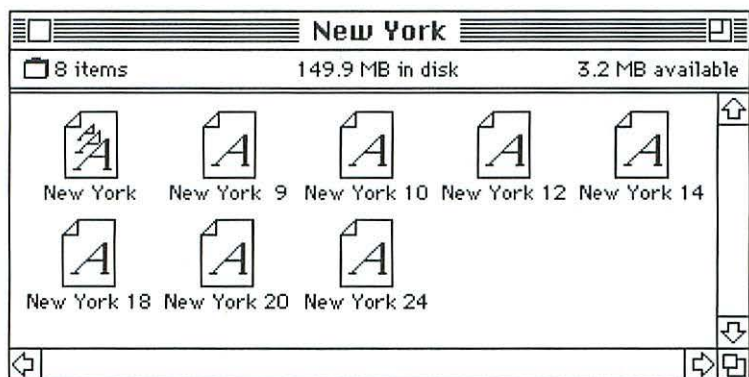 New York
8 items 149.9 MB in disk 3.2 MB available
New York New York 9 New York 10 New York 12 New York 14
New York 18 New York 20 New York 24